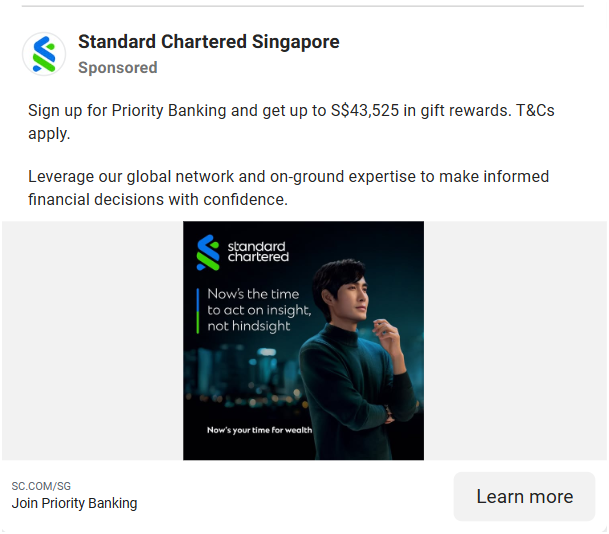 Standard Chartered Singapore
Sponsored
Sign up for Priority Banking and get up to S$43,525 in gift rewards. T&Cs
apply.
Leverage our global network and on-ground expertise to make informed
financial decisions with confidence.
standard
chartered
Now's the time
to act on insight,
not hindsight
Now's your time for wealth
SC.COM/SG
Join Priority Banking
Learn more